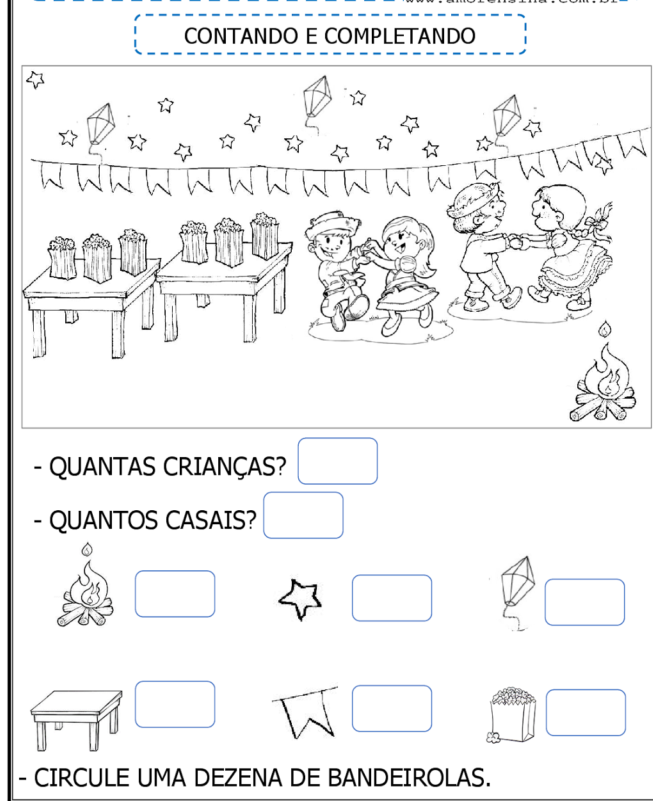 CONTANDO E COMPLETANDO
- QUANTAS CRIANÇAS?
- QUANTOS CASAIS?
- CIRCULE UMA DEZENA DE BANDEIROLAS.